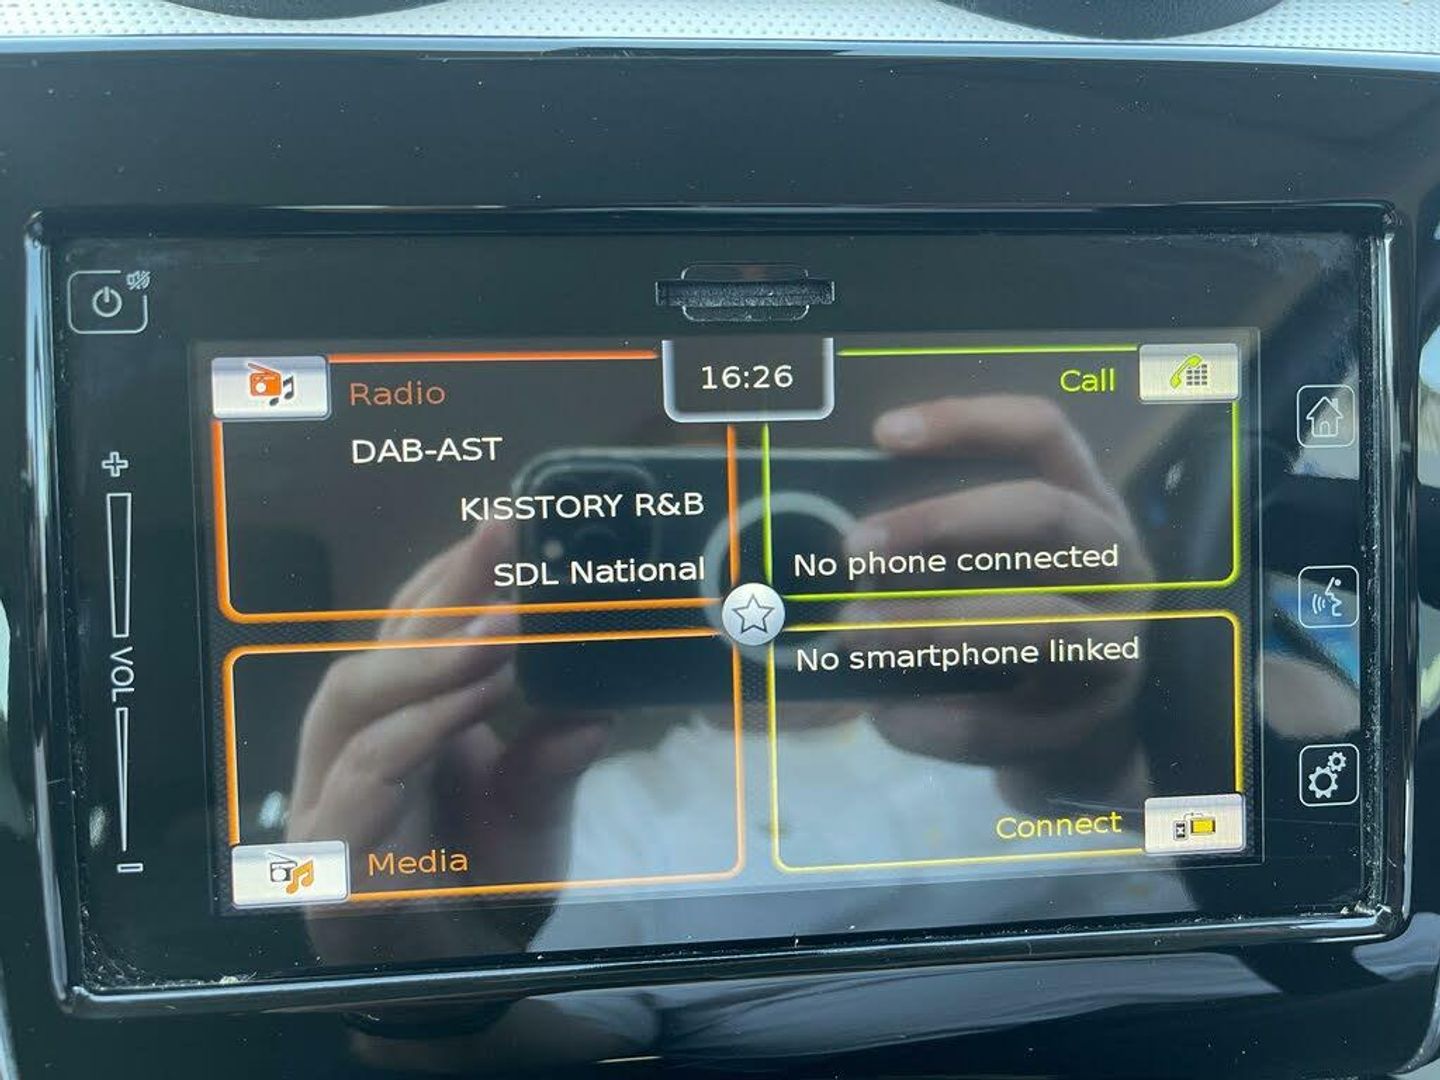 16:26
Radio
DAB-AST
KISSTORY R&B
SDL National
Call
No phone connected
No smartphone linked
Connect
Media
+
VOL
−